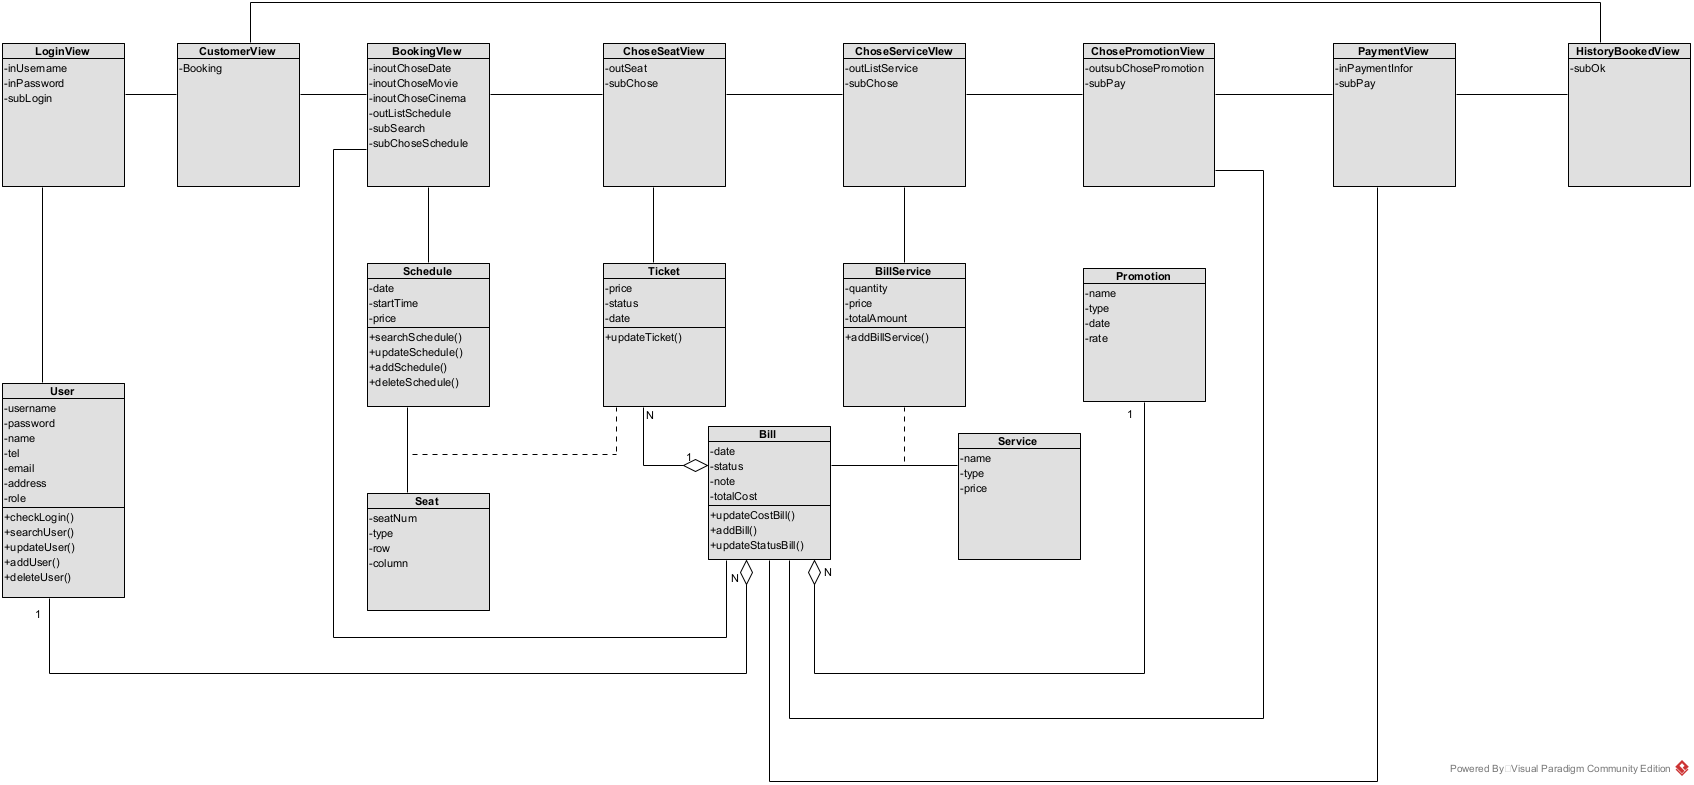 LoginView
-inUsername
-inPassword
-subLogin
CustomerView
-Booking
BookingVIew
-inoutChoseDate
-inoutChoseMovie
-inoutChoseCinema
-outListSchedule
-subSearch
-subChoseSchedule
ChoseSeatView
-outSeat
-subChose
ChoseServiceVIew
-outListService
-subChose
ChosePromotionView
-outsubChosePromotion
-subPay
PaymentView
-inPaymentInfor
-subPay
HistoryBookedView
-subOk
Schedule
-date
-startTime
-price
+searchSchedule()
+updateSchedule()
+addSchedule()
+deleteSchedule()
Ticket
-price
-status
-date
+updateTicket()
BillService
-quantity
-price
-totalAmount
+addBillService()
Promotion
-name
-type
-date
-rate
User
-username
-password
-name
-tel
-email
-address
-role
+checkLogin()
+searchUser()
+updateUser()
+addUser()
+deleteUser()
N
1
1
Bill
-date
-status
-note
-totalCost
+updateCostBill()
+addBill()
+updateStatusBill()
Service
-name
-type
-price
Seat
-seatNum
-type
-row
-column
N
N
1
Powered By Visual Paradigm Community Edition